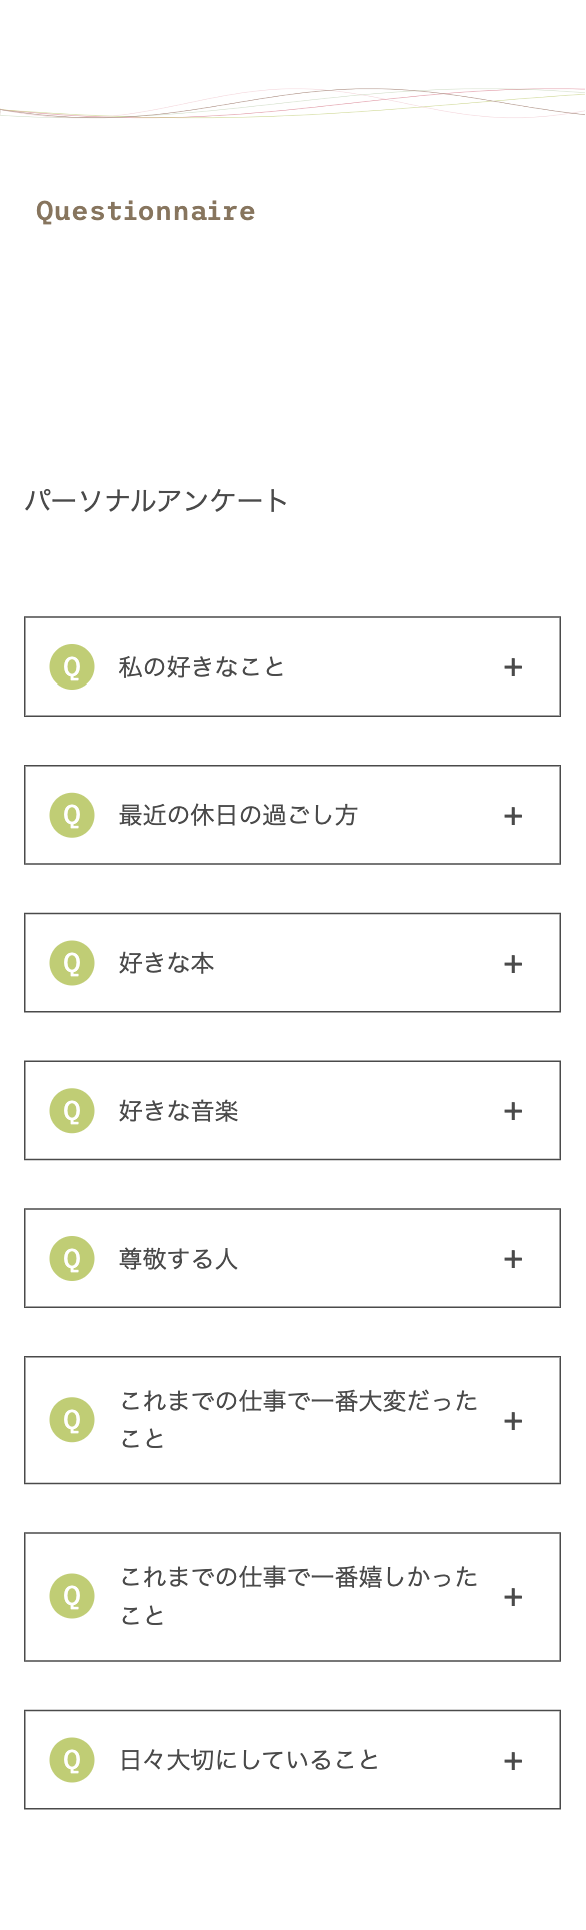 Questionnaire
パーソナルアンケート
Q 私の好きなこと +
Q 最近の休日の過ごし方 +
Q 好きな本 +
Q 好きな音楽 +
Q 尊敬する人 +
Q これまでの仕事で一番大変だった
こと +
Q これまでの仕事で一番嬉しかった
こと +
Q 日々大切にしていること +